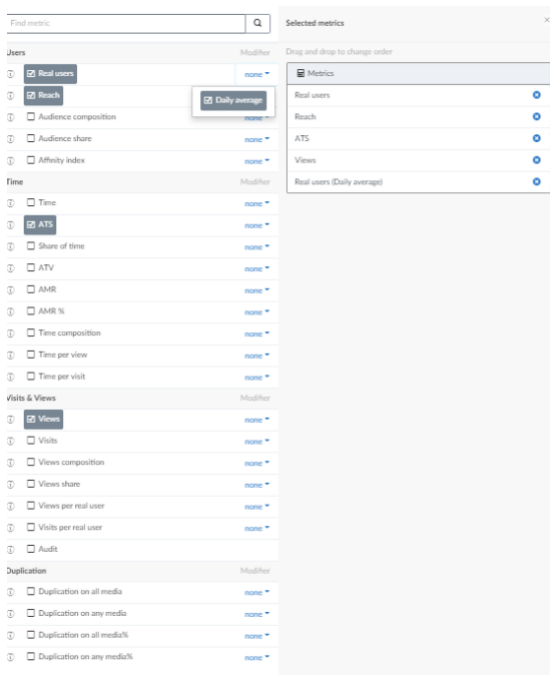 Find metric
Users Modifier
Real users none
Reach
Daily average
Audience composition none
Audience share none
Affinity index none
Time Modifier
Time none
ATS none
Share of time none
ATV none
AMR none
AMR % none
Time composition none
Time per view none
Time per visit none
Visits & Views Modifier
Views none
Visits none
Views composition none
Views share none
Views per real user none
Visits per real user none
Audit
Duplication Modifier
Duplication on all media none
Duplication on any media none
Duplication on all media% none
Duplication on any media% none
Selected metrics
Drag and drop to change order
Metrics
Real users
Reach
ATS
Views
Real users (Daily average)